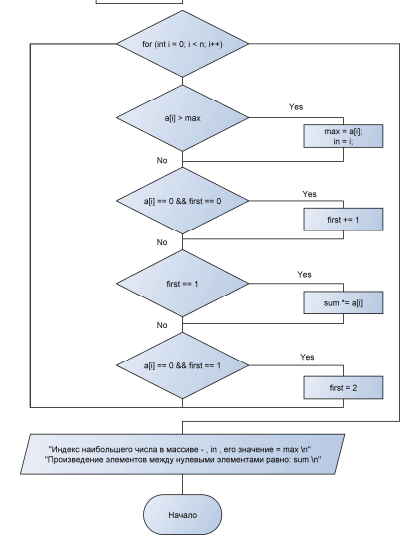 for (int i = 0; i < n; i++)
a[i] > max
Yes
max = a[i];
in = i;
No
a[i] == 0 && first == 0
Yes
first += 1
No
first == 1
Yes
sum *= a[i]
No
a[i] == 0 && first == 1
Yes
first = 2
"Индекс наибольшего числа в массиве - , in , его значение = max \n"
"Произведение элементов между нулевыми элементами равно: sum \n"
Начало